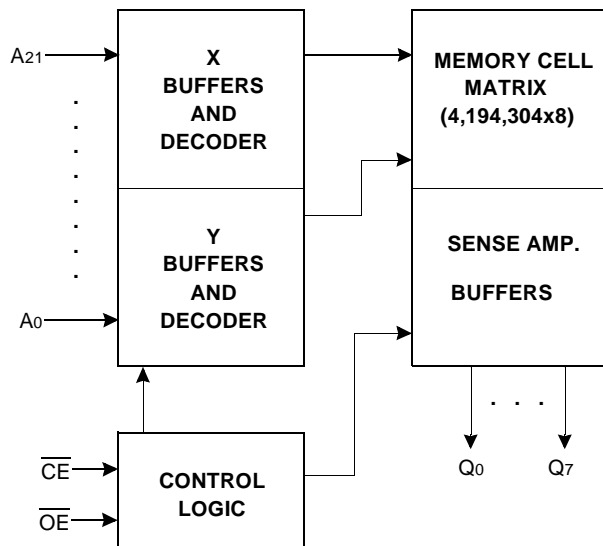 A21
X
BUFFERS
AND
DECODER
MEMORY CELL
MATRIX
(4,194,304x8)
Y
BUFFERS
AND
DECODER
SENSE AMP.
BUFFERS
A0
CE
OE
CONTROL
LOGIC
Q0
Q7